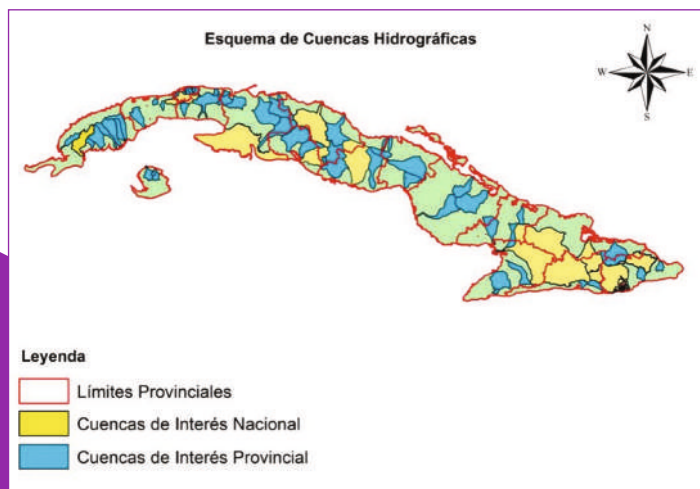 Esquema de Cuencas Hidrográficas
N
W
E
S
Leyenda
Límites Provinciales
Cuencas de Interés Nacional
Cuencas de Interés Provincial